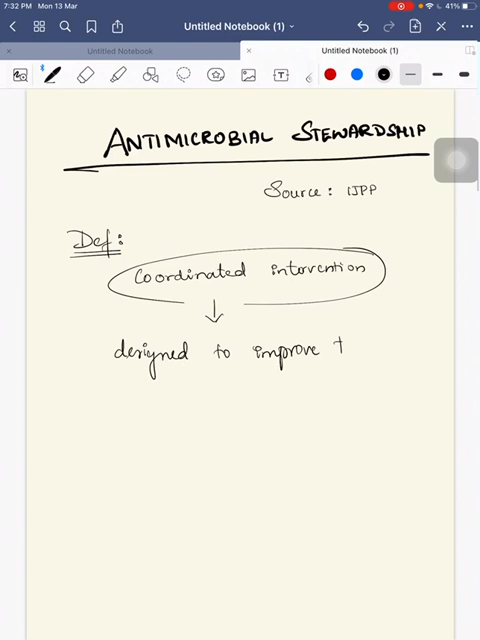 7:32 PM Mon 13 Mar
41%
Untitled Notebook (1)
Untitled Notebook
Untitled Notebook (1)
T
ANTIMICROBIAL STEWARDSHIP
Source: IJPP
Def:
Coordinated intervention
designed to improve t